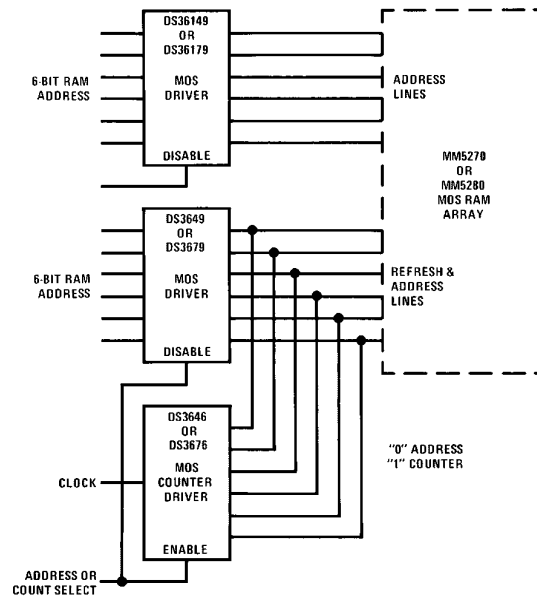 DS36149
OR
DS36179
MOS
DRIVER
DISABLE
6-BIT RAM
ADDRESS
ADDRESS
LINES
MM5270
OR
MM5280
MOS RAM
ARRAY
DS3649
OR
DS3679
MOS
DRIVER
DISABLE
6-BIT RAM
ADDRESS
REFRESH &
ADDRESS
LINES
DS3646
OR
DS3676
MOS
COUNTER
DRIVER
ENABLE
CLOCK
"0" ADDRESS
"1" COUNTER
ADDRESS OR
COUNT SELECT